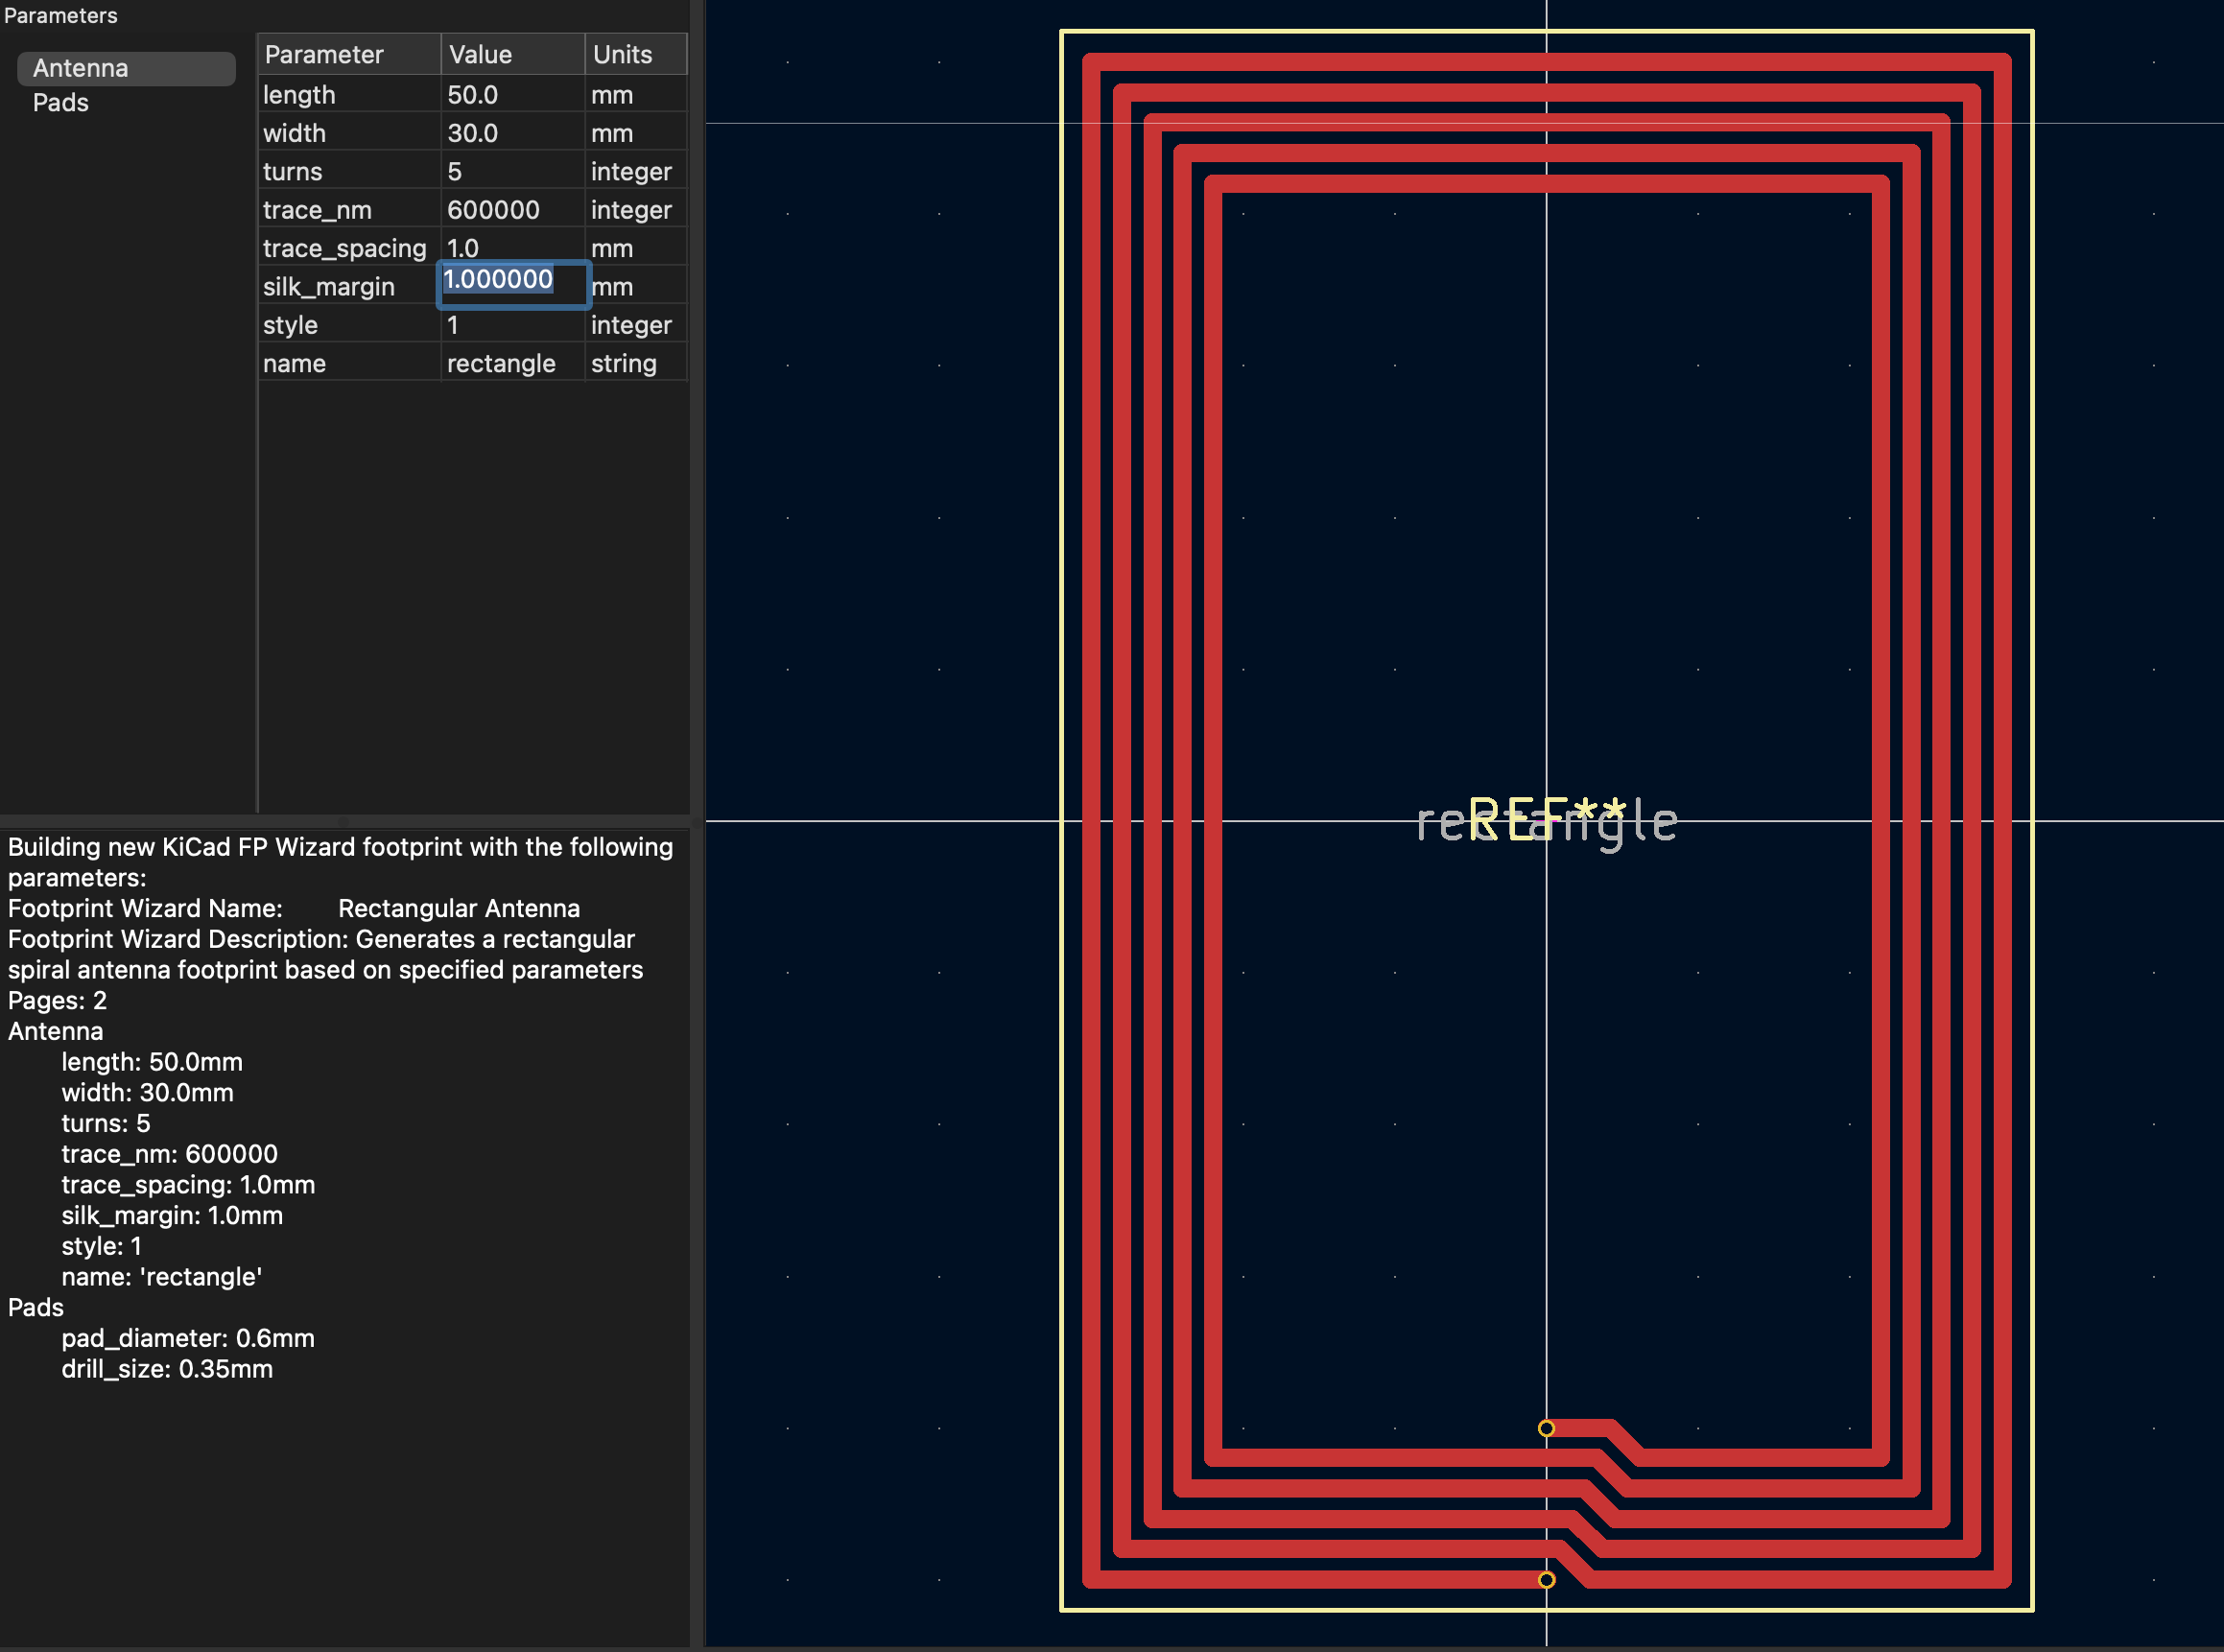 Parameters
Antenna
Pads
Parameter Value Units
length 50.0 mm
width 30.0 mm
turns 5 integer
trace_nm 600000 integer
trace_spacing 1.0 mm
silk_margin 1.000000 mm
style 1 integer
name rectangle string
Building new KiCad FP Wizard footprint with the following
parameters:
Footprint Wizard Name: Rectangular Antenna
Footprint Wizard Description: Generates a rectangular
spiral antenna footprint based on specified parameters
Pages: 2
Antenna
length: 50.0mm
width: 30.0mm
turns: 5
trace_nm: 600000
trace_spacing: 1.0mm
silk_margin: 1.0mm
style: 1
name: 'rectangle'
Pads
pad_diameter: 0.6mm
drill_size: 0.35mm
REF**
rectangle